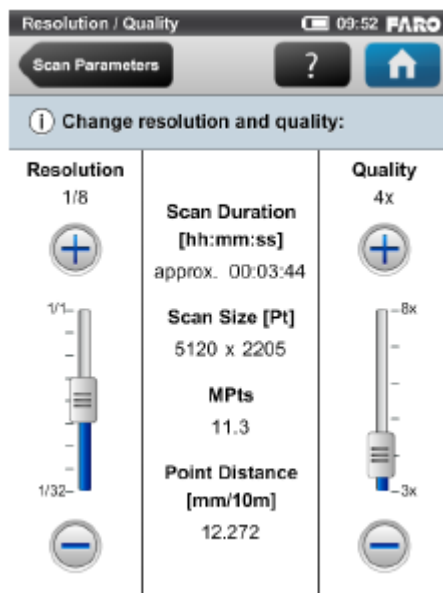 Resolution / Quality 09:52 FARO
Scan Parameters ?
i Change resolution and quality:
Resolution
1/8
Quality
4x
Scan Duration
[hh:mm:ss]
approx. 00:03:44
Scan Size [Pt]
5120 x 2205
MPts
11.3
Point Distance
[mm/10m]
12.272
1/1
1/32
8x
3x